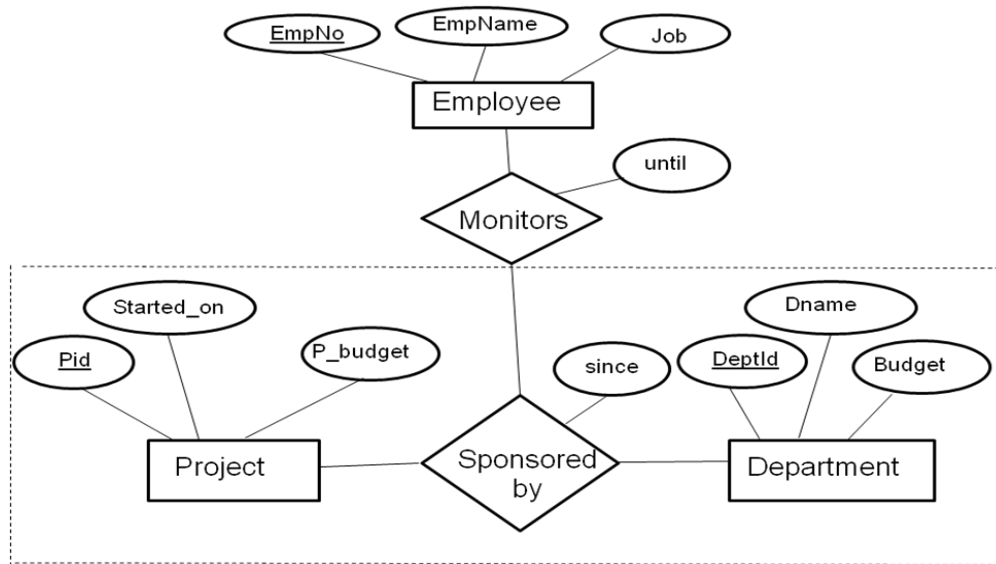 EmpNo
EmpName
Job
Employee
until
Monitors
Started_on
Dname
Pid
P_budget
since
DeptId
Budget
Project
Sponsored
by
Department